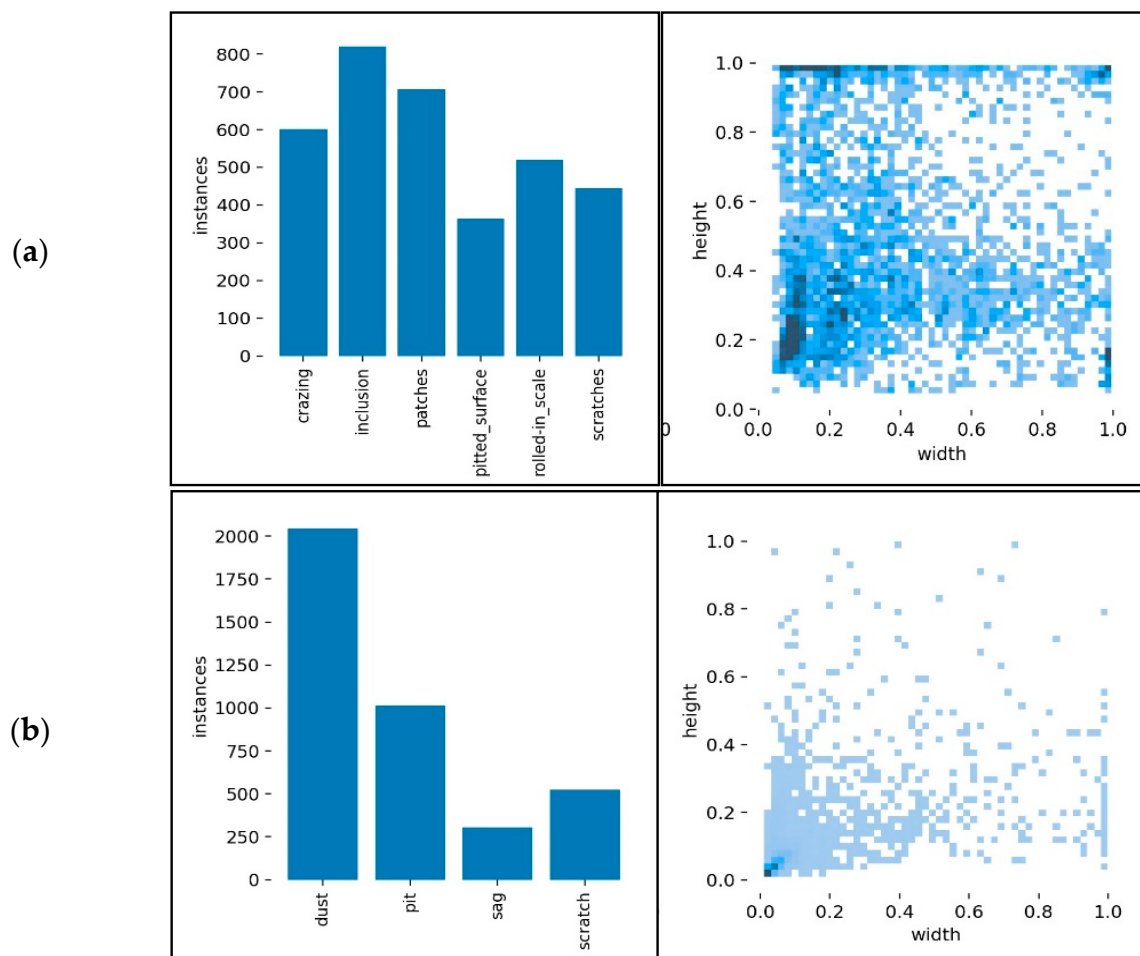 (a)
800
700
600
500
400
300
200
100
0
instances
crazing
inclusion
patches
pitted_surface
rolled-in_scale
scratches
1.0
0.8
0.6
0.4
0.2
0.0
height
0
0.0 0.2 0.4 0.6 0.8 1.0
width
(b)
2000
1750
1500
1250
1000
750
500
250
0
instances
dust
pit
sag
scratch
1.0
0.8
0.6
0.4
0.2
0.0
height
0.0 0.2 0.4 0.6 0.8 1.0
width